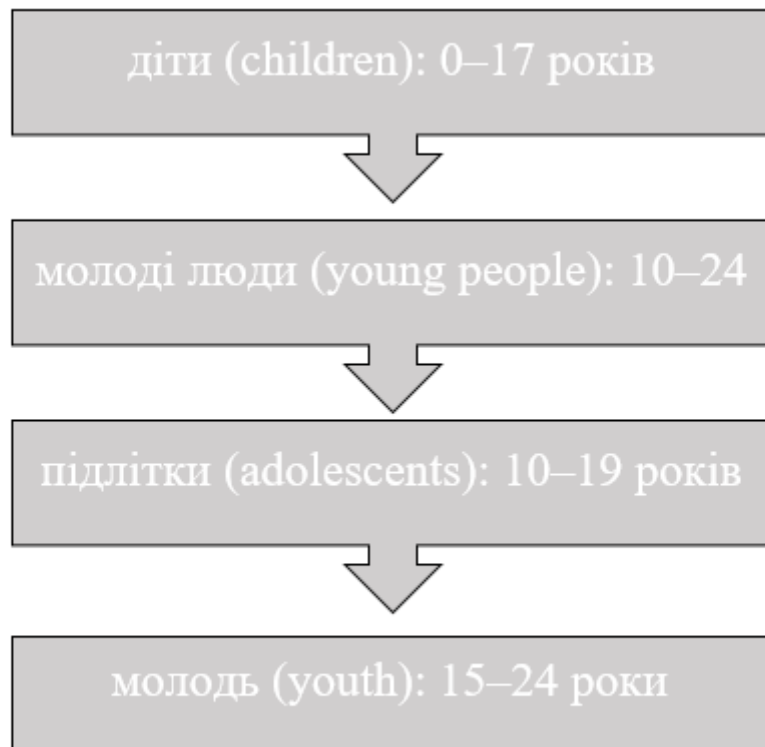 діти (children): 0–17 років
молоді люди (young people): 10–24
підлітки (adolescents): 10–19 років
молодь (youth): 15–24 роки